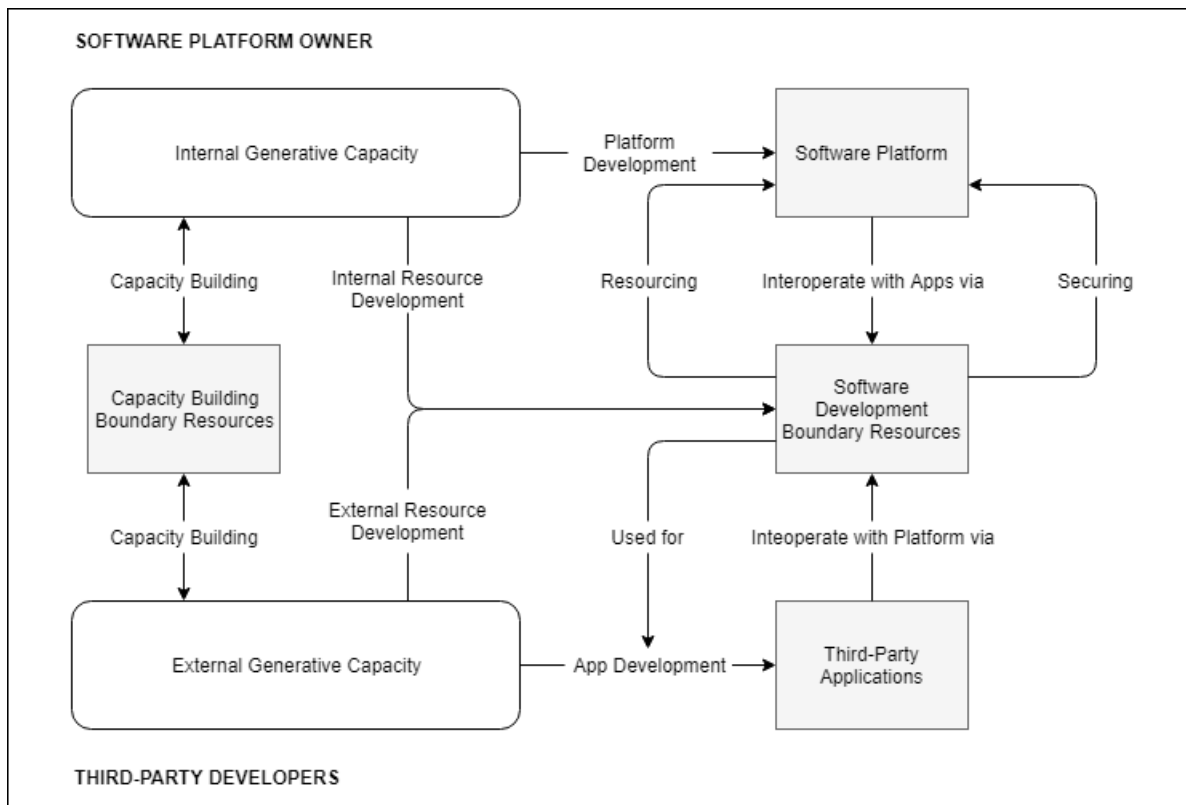 SOFTWARE PLATFORM OWNER
Internal Generative Capacity
Platform
Development
Software Platform
Capacity Building
Internal Resource
Development
Resourcing
Interoperate with Apps via
Securing
Capacity Building
Boundary Resources
Software
Development
Boundary Resources
Capacity Building
External Resource
Development
Used for
Inteoperate with Platform via
External Generative Capacity
App Development
Third-Party
Applications
THIRD-PARTY DEVELOPERS